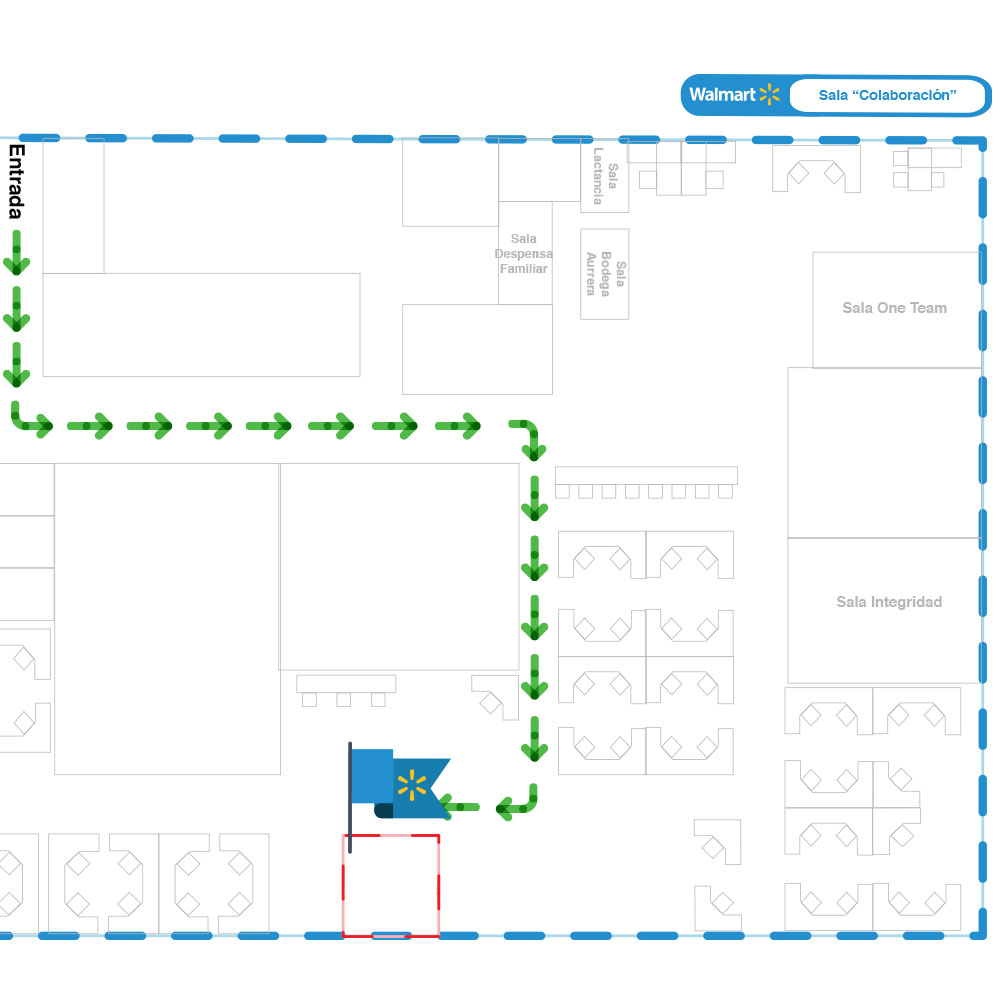 Walmart
Sala “Colaboración”
Entrada
Sala
Lactancia
Sala
Despensa
Familiar
Sala
Bodega
Aurrera
Sala One Team
Sala Integridad